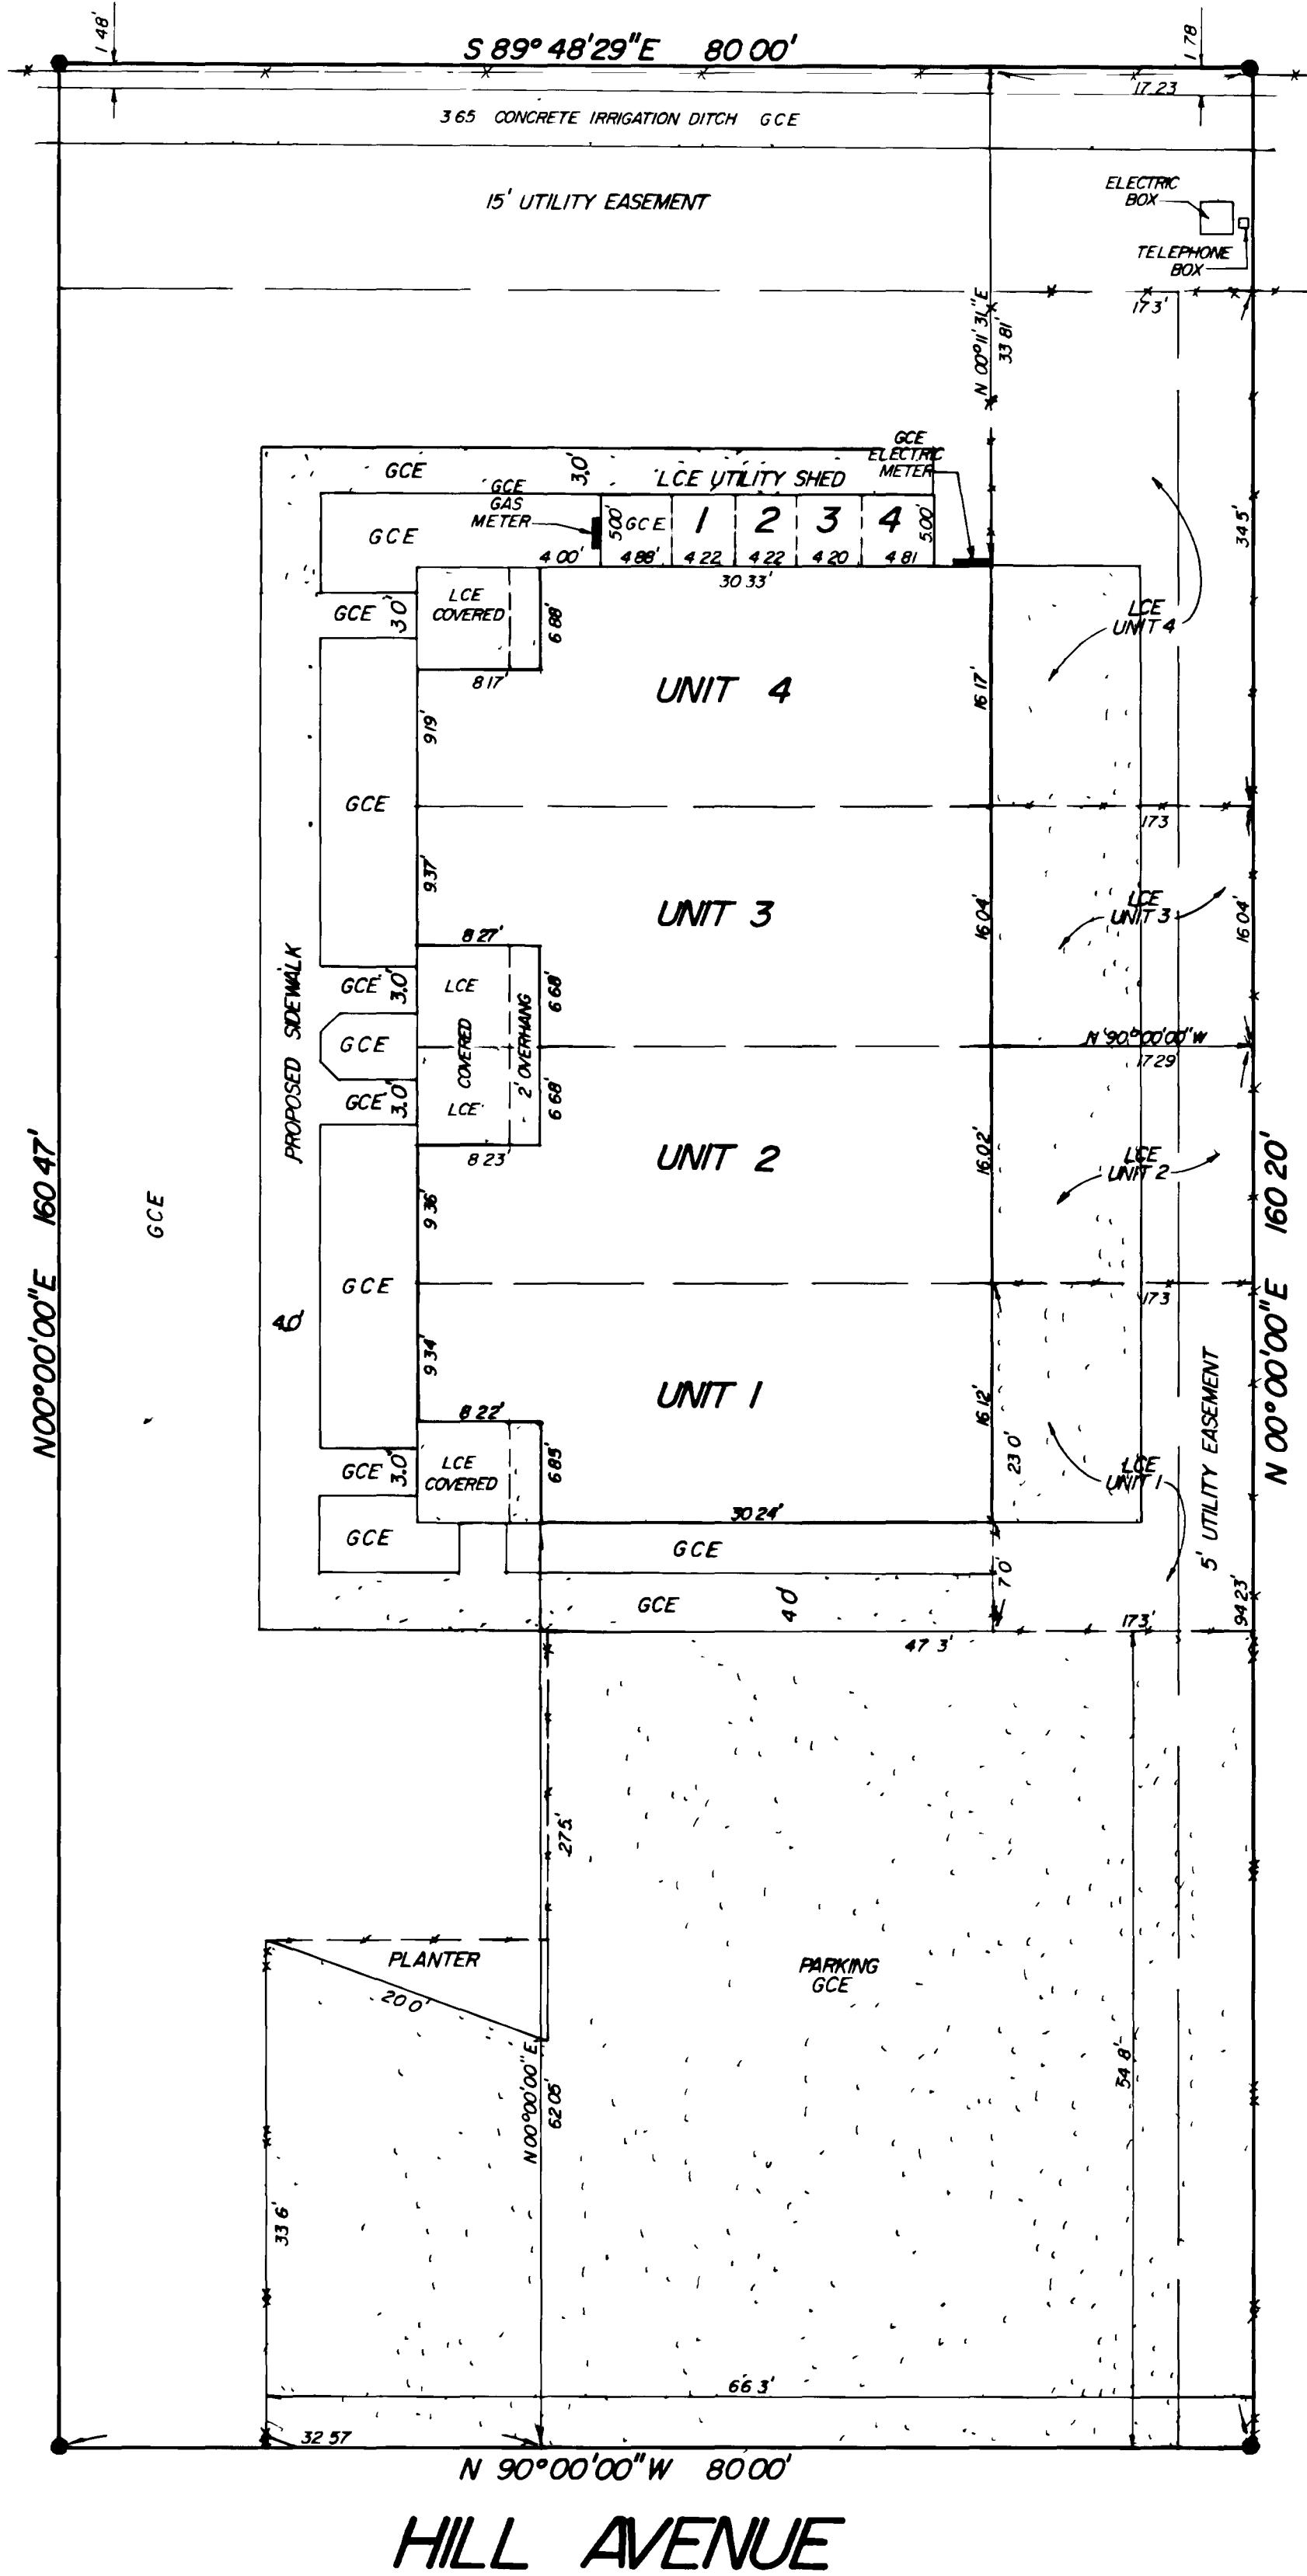 1 48'
S 89° 48' 29" E 80 00'
1 78
17.23
3 65 CONCRETE IRRIGATION DITCH GCE
15' UTILITY EASEMENT
ELECTRIC
BOX
TELEPHONE
BOX
17 3'
N 00° 11' 31" E
33 81'
GCE
ELECTRIC
METER
GCE
3.0'
LCE UTILITY SHED
GCE
GAS
METER
5.00'
GCE
1 2 3 4
5.00'
34 5'
GCE
4 00' 4 88' 4 22 4 22 4 20 4 81
30 33'
GCE
3 0'
LCE
COVERED
6 88'
LCE
UNIT 4
8 17'
UNIT 4
16 17'
9 19'
GCE
17 3
9.37'
UNIT 3
LCE
UNIT 3
16 04'
16 04'
8 27'
PROPOSED SIDEWALK
GCE
3.0'
LCE
6 68'
COVERED
2' OVERHANG
GCE
N 90° 00' 00" W
17 29'
GCE
3.0'
LCE
6 68'
8 23'
UNIT 2
16.02'
LCE
UNIT 2
N 00° 00' 00" E 160 47'
GCE
N 00° 00' 00" E 160 20'
9 36'
GCE
17 3
4 0'
9 34'
UNIT 1
16 12'
23 0'
5' UTILITY EASEMENT
8 22'
GCE
3.0'
LCE
COVERED
6 85'
LCE
UNIT 1
30 24'
GCE
GCE
7 0'
GCE
4 0'
94 23'
47 3'
17 3'
27 5'
PLANTER
20 0'
PARKING
GCE
N 00° 00' 00" E
62 05'
54 8'
33 6'
66 3'
32 57
N 90° 00' 00" W 80 00'
HILL AVENUE